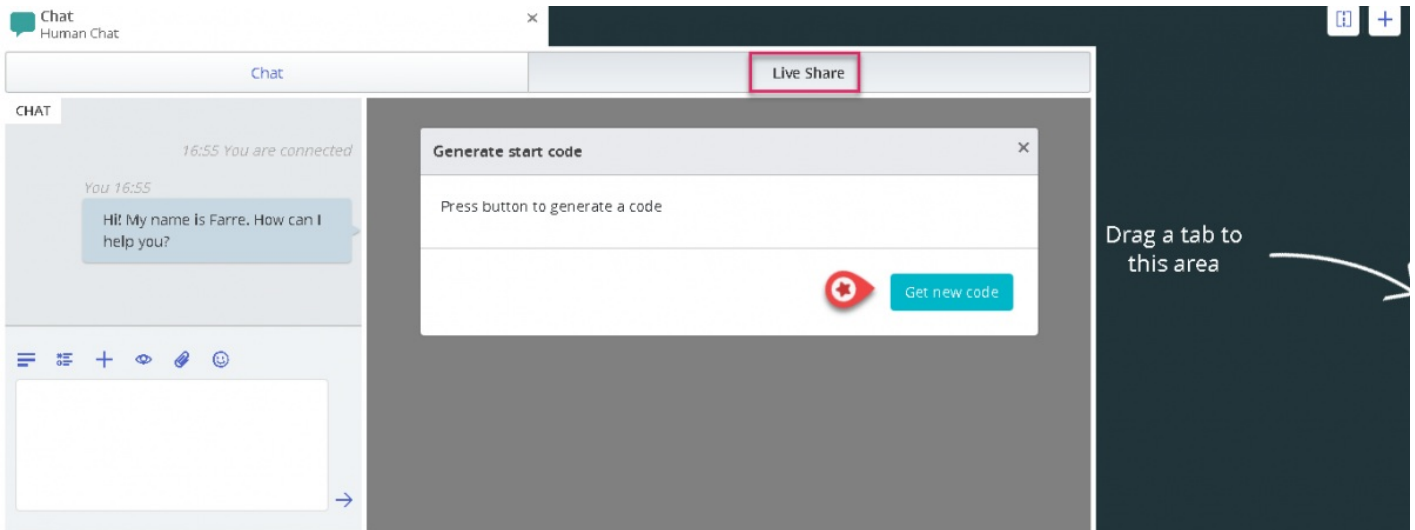 Chat
Human Chat
Chat
Live Share
CHAT
16:55 You are connected
You 16:55
Hi! My name is Farre. How can I
help you?
Generate start code
Press button to generate a code
Get new code
Drag a tab to
this area